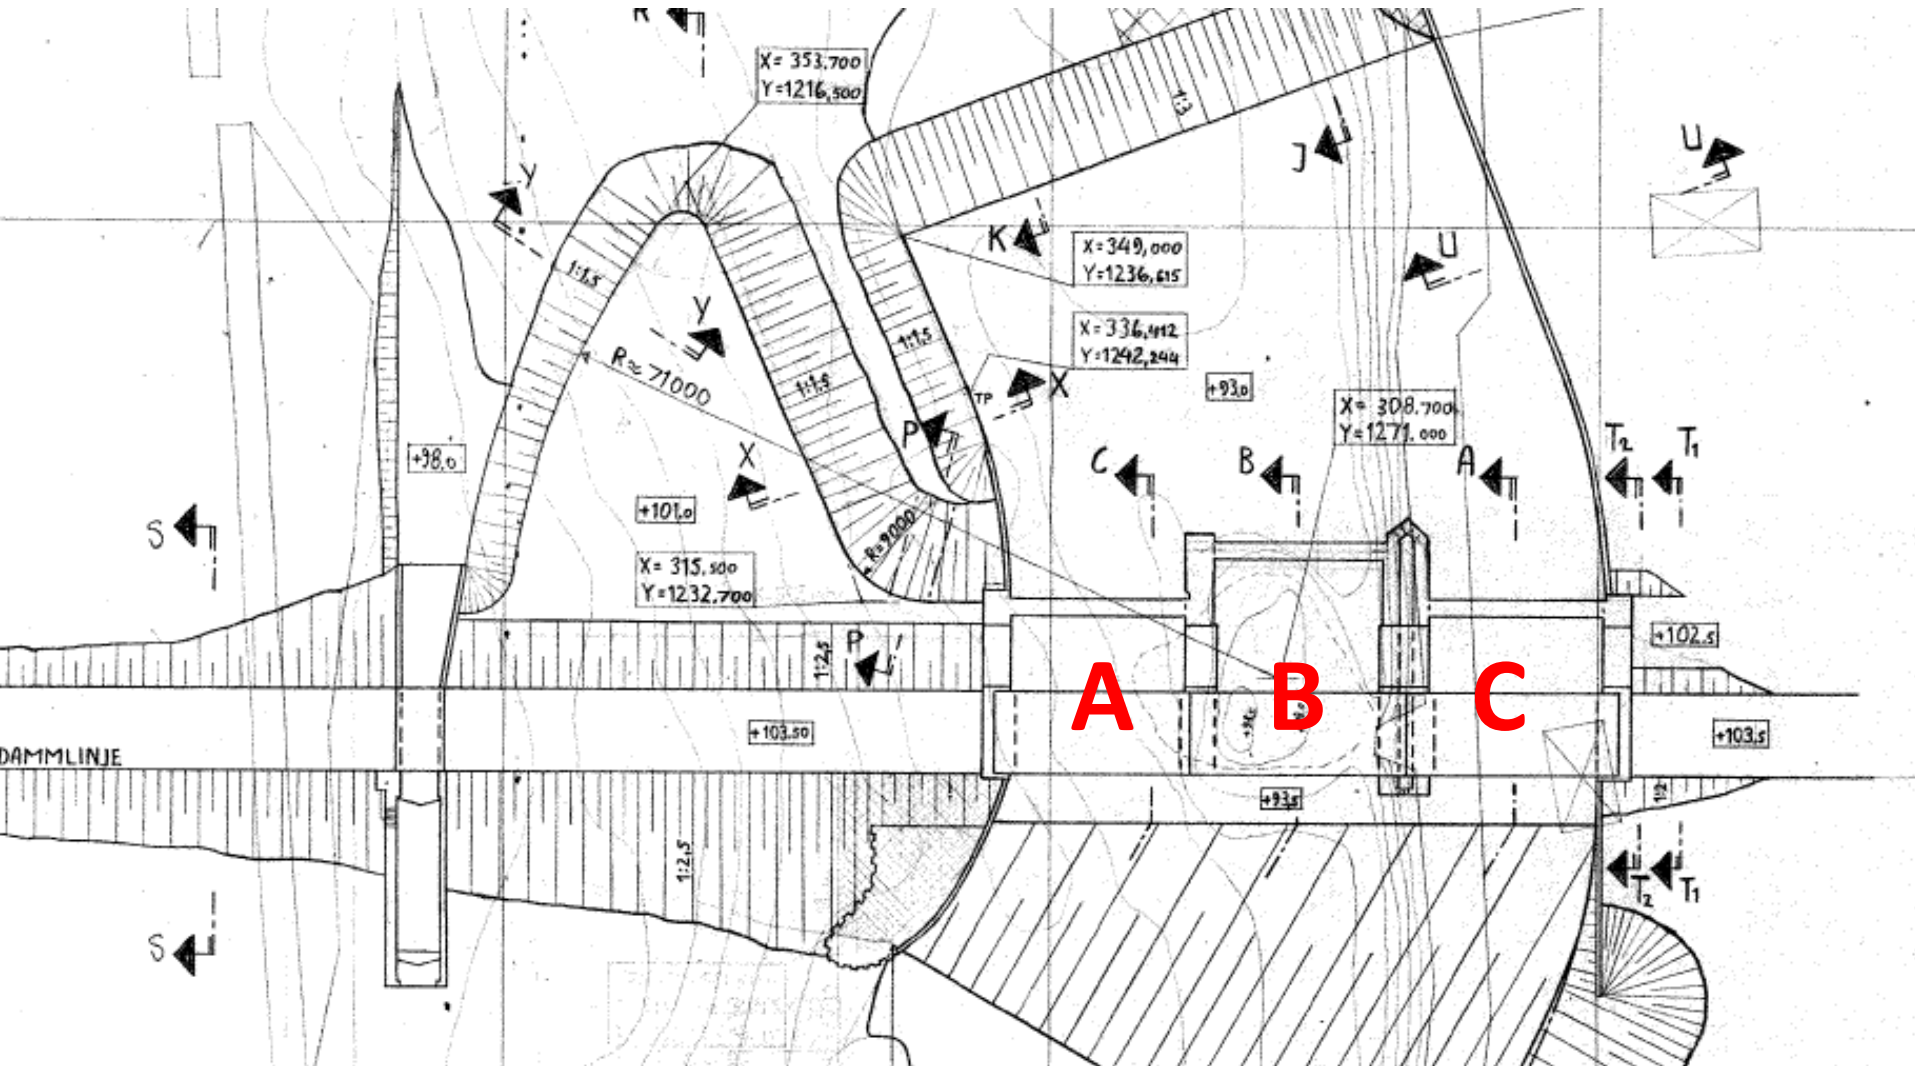 R
X= 353.700
Y=1216,500
1:3
U
J
Y
K
X=349,000
Y=1236,615
U
1:1.5
Y
X=336,412
Y=1242,244
1:1.5
R≈71000
1:1.5
X
TP
+93.0
X= 308.700
Y=1271.000
P
T2
T1
+98.0
X
C
B
A
+101.0
S
R=9000
X= 315,500
Y=1232.700
P
1:2,5
+102.5
A
B
C
+103.50
+103.5
DAMMLINJE
+93,5
1:2
1:2,5
T2
T1
S